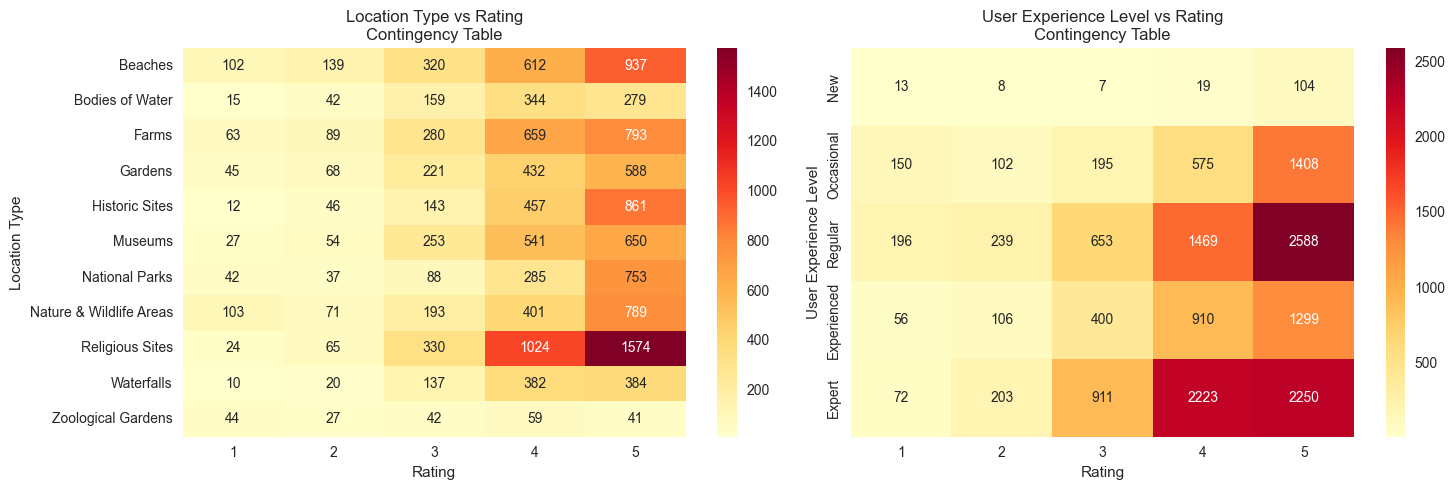 Location Type vs Rating
Contingency Table
Location Type
Beaches 102 139 320 612 937
Bodies of Water 15 42 159 344 279
Farms 63 89 280 659 793
Gardens 45 68 221 432 588
Historic Sites 12 46 143 457 861
Museums 27 54 253 541 650
National Parks 42 37 88 285 753
Nature & Wildlife Areas 103 71 193 401 789
Religious Sites 24 65 330 1024 1574
Waterfalls 10 20 137 382 384
Zoological Gardens 44 27 42 59 41
1 2 3 4 5
Rating
1400
1200
1000
800
600
400
200
User Experience Level vs Rating
Contingency Table
User Experience Level
New 13 8 7 19 104
Occasional 150 102 195 575 1408
Regular 196 239 653 1469 2588
Experienced 56 106 400 910 1299
Expert 72 203 911 2223 2250
1 2 3 4 5
Rating
2500
2000
1500
1000
500